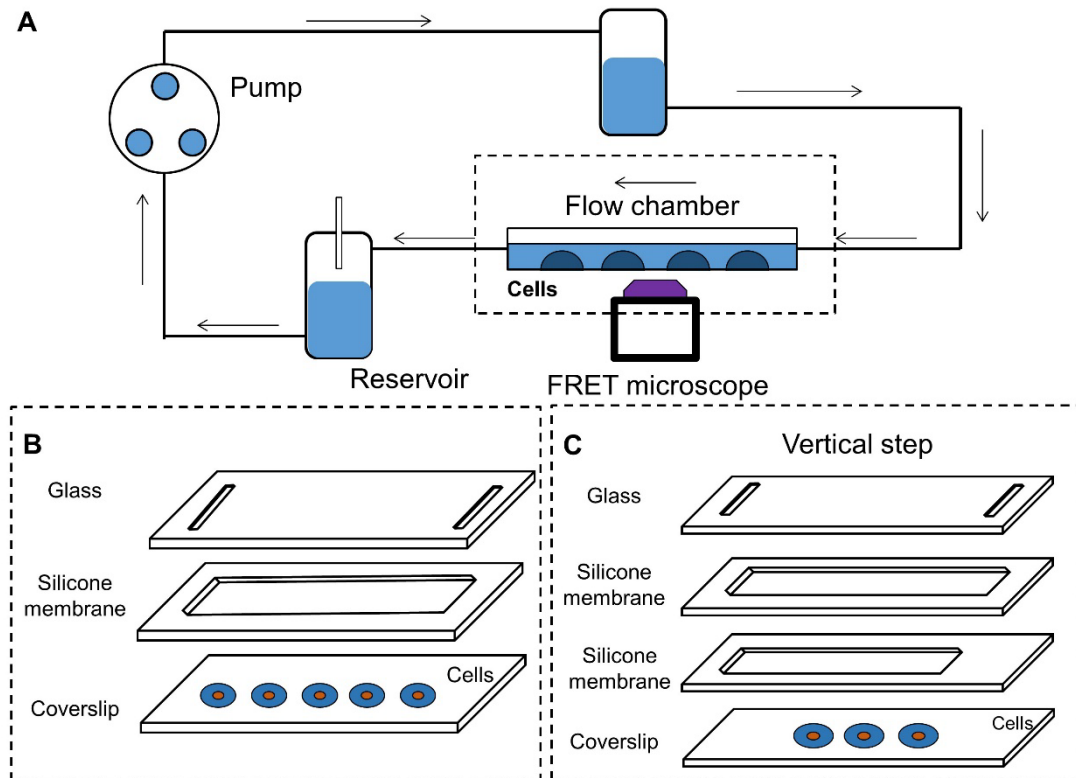 A
Pump
Flow chamber
Cells
Reservoir
FRET microscope
B
Glass
Silicone
membrane
Cells
Coverslip
C
Vertical step
Glass
Silicone
membrane
Silicone
membrane
Cells
Coverslip